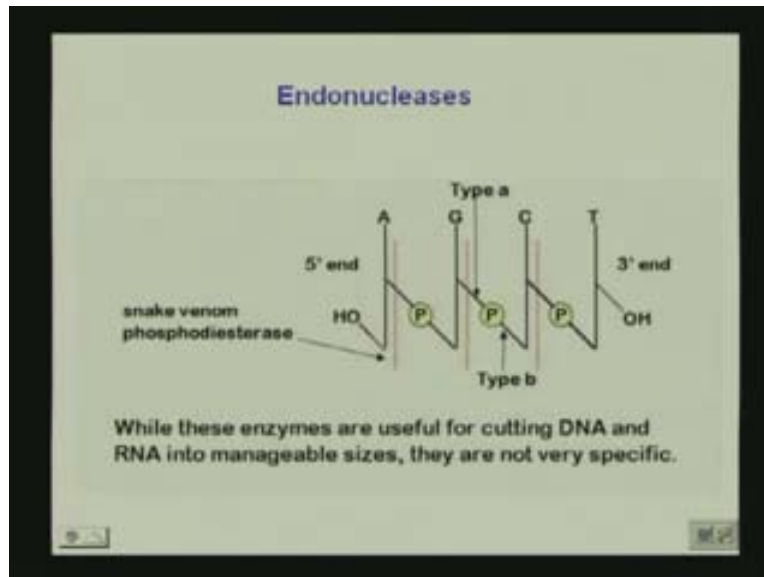 Endonucleases
Type a
A G C T
5' end
3' end
snake venom
phosphodiesterase
HO P P P OH
Type b
While these enzymes are useful for cutting DNA and
RNA into manageable sizes, they are not very specific.